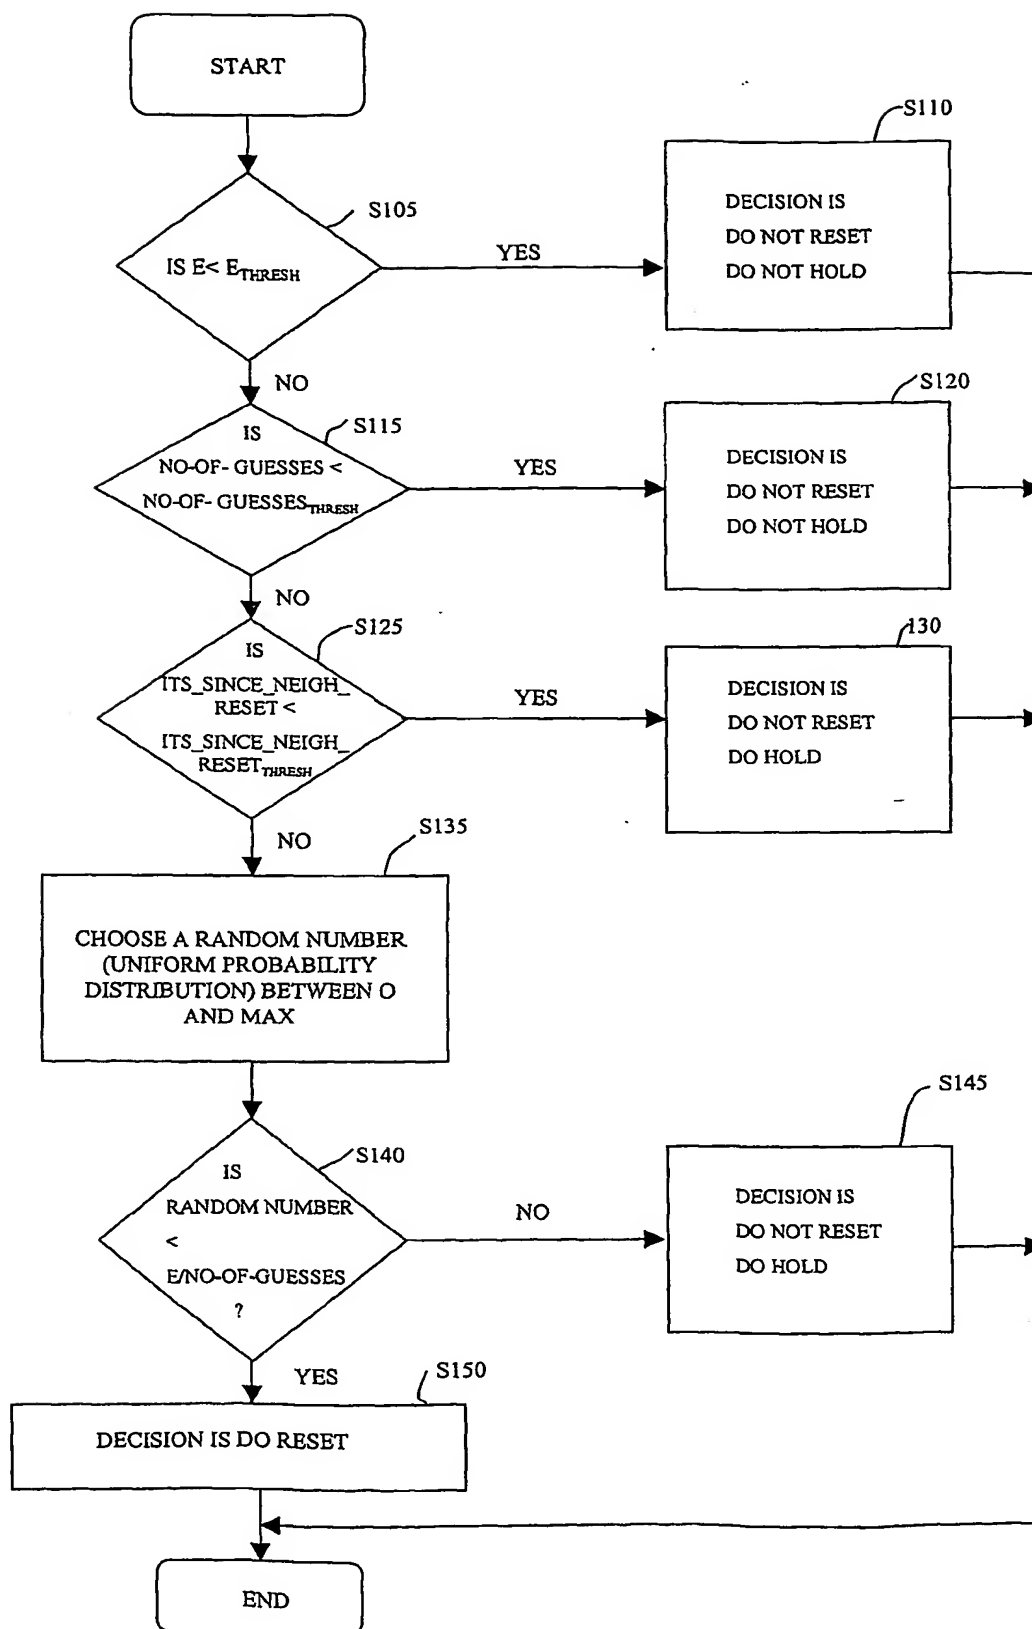 START
S105
IS E< E_THRESH
YES
S110
DECISION IS
DO NOT RESET
DO NOT HOLD
NO
S115
IS
NO-OF- GUESSES <
NO-OF- GUESSES_THRESH
YES
S120
DECISION IS
DO NOT RESET
DO NOT HOLD
NO
S125
IS
ITS_SINCE_NEIGH_
RESET <
ITS_SINCE_NEIGH_
RESET_THRESH
YES
130
DECISION IS
DO NOT RESET
DO HOLD
NO
S135
CHOOSE A RANDOM NUMBER
(UNIFORM PROBABILITY
DISTRIBUTION) BETWEEN O
AND MAX
S140
IS
RANDOM NUMBER
<
E/NO-OF-GUESSES
?
NO
S145
DECISION IS
DO NOT RESET
DO HOLD
YES
S150
DECISION IS DO RESET
END